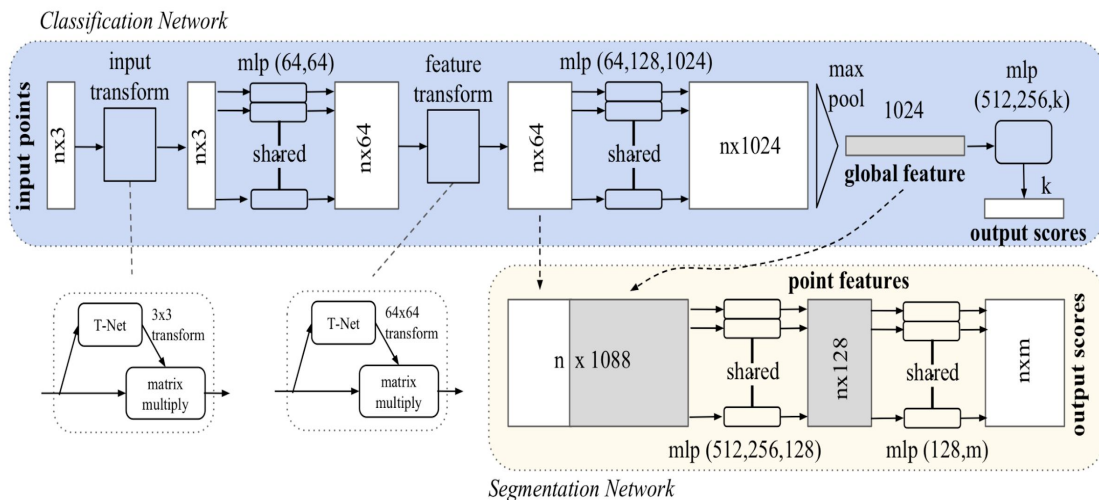 Classification Network
input points
nx3
input
transform
nx3
mlp (64,64)
shared
nx64
feature
transform
nx64
mlp (64,128,1024)
shared
nx1024
max
pool
1024
global feature
mlp
(512,256,k)
k
output scores
T-Net
3x3
transform
matrix
multiply
T-Net
64x64
transform
matrix
multiply
point features
n x 1088
shared
mlp (512,256,128)
nx128
shared
mlp (128,m)
nxm
output scores
Segmentation Network